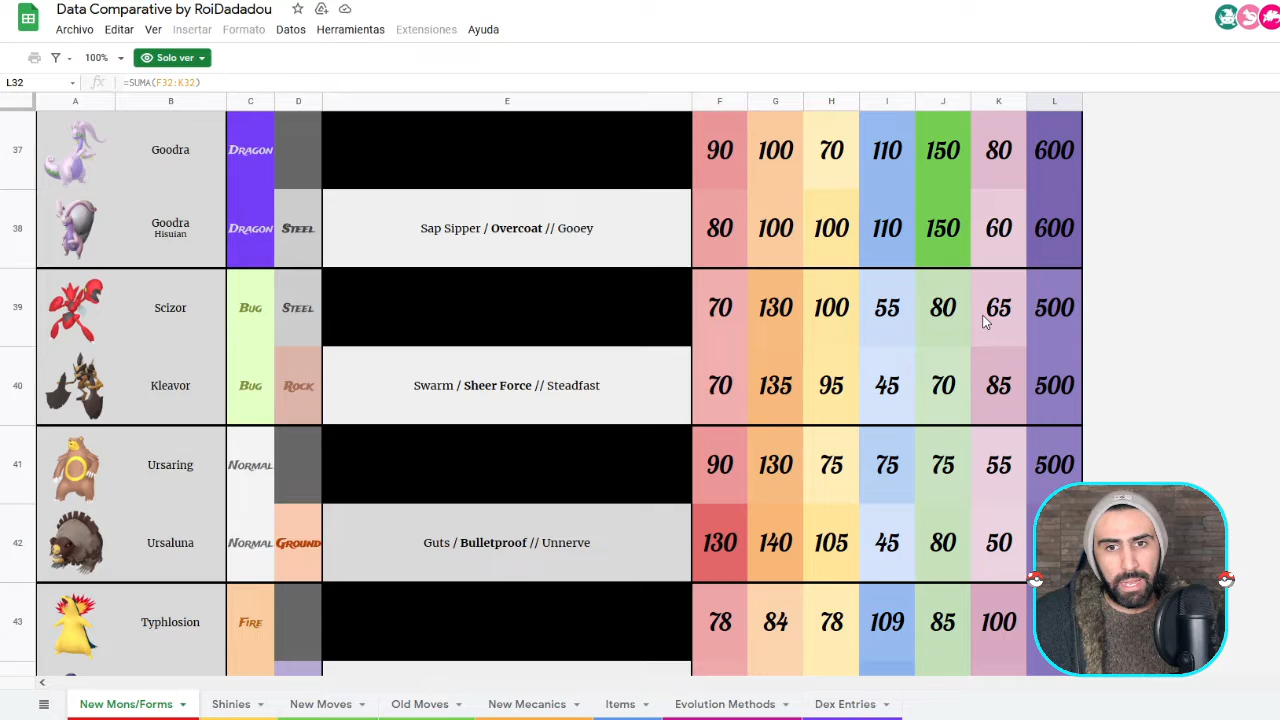 Data Comparative by RoiDadadou
Archivo Editar Ver Insertar Formato Datos Herramientas Extensiones Ayuda
100% Solo ver
L32 fx =SUMA(F32:K32)
A B C D E F G H I J K L
37 Goodra DRAGON 90 100 70 110 150 80 600
38 Goodra Hisuian DRAGON STEEL Sap Sipper / Overcoat // Gooey 80 100 100 110 150 60 600
39 Scizor BUG STEEL 70 130 100 55 80 65 500
40 Kleavor BUG ROCK Swarm / Sheer Force // Steadfast 70 135 95 45 70 85 500
41 Ursaring NORMAL 90 130 75 75 75 55 500
42 Ursaluna NORMAL GROUND Guts / Bulletproof // Unnerve 130 140 105 45 80 50
43 Typhlosion FIRE 78 84 78 109 85 100
New Mons/Forms Shinies New Moves Old Moves New Mecanics Items Evolution Methods Dex Entries